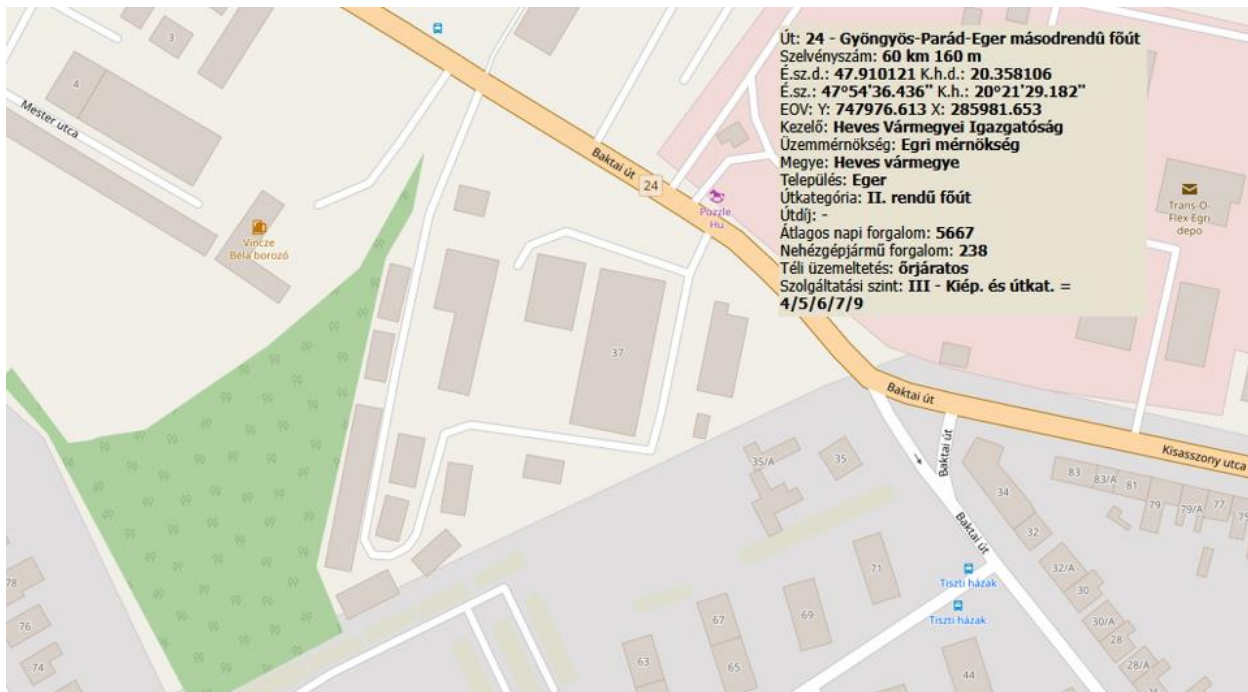 Út: 24 - Gyöngyös-Parád-Eger másodrendû fõút
Szelvényszám: 60 km 160 m
É.sz.d.: 47.910121 K.h.d.: 20.358106
É.sz.: 47°54'36.436" K.h.: 20°21'29.182"
EOV: Y: 747976.613 X: 285981.653
Kezelő: Heves Vármegyei Igazgatóság
Üzemmérnökség: Egri mérnökség
Megye: Heves vármegye
Település: Eger
Útkategória: II. rendű főút
Útdíj: -
Átlagos napi forgalom: 5667
Nehézgépjármű forgalom: 238
Téli üzemeltetés: őrjáratos
Szolgáltatási szint: III - Kiép. és útkat. =
4/5/6/7/9
3
4
Mester utca
Baktai út
24
Puzzle
Hu
Trans-O-
Flex Egri
depo
Vincze
Béla borozó
37
Baktai út
Baktai út
Kisasszony utca
35/A
35
34
83
83/A
81
79
79/A
77
75
32
Baktai út
71
Tiszti házak
32/A
30
Tiszti házak
30/A
28
28/A
78
76
74
69
67
65
63
44